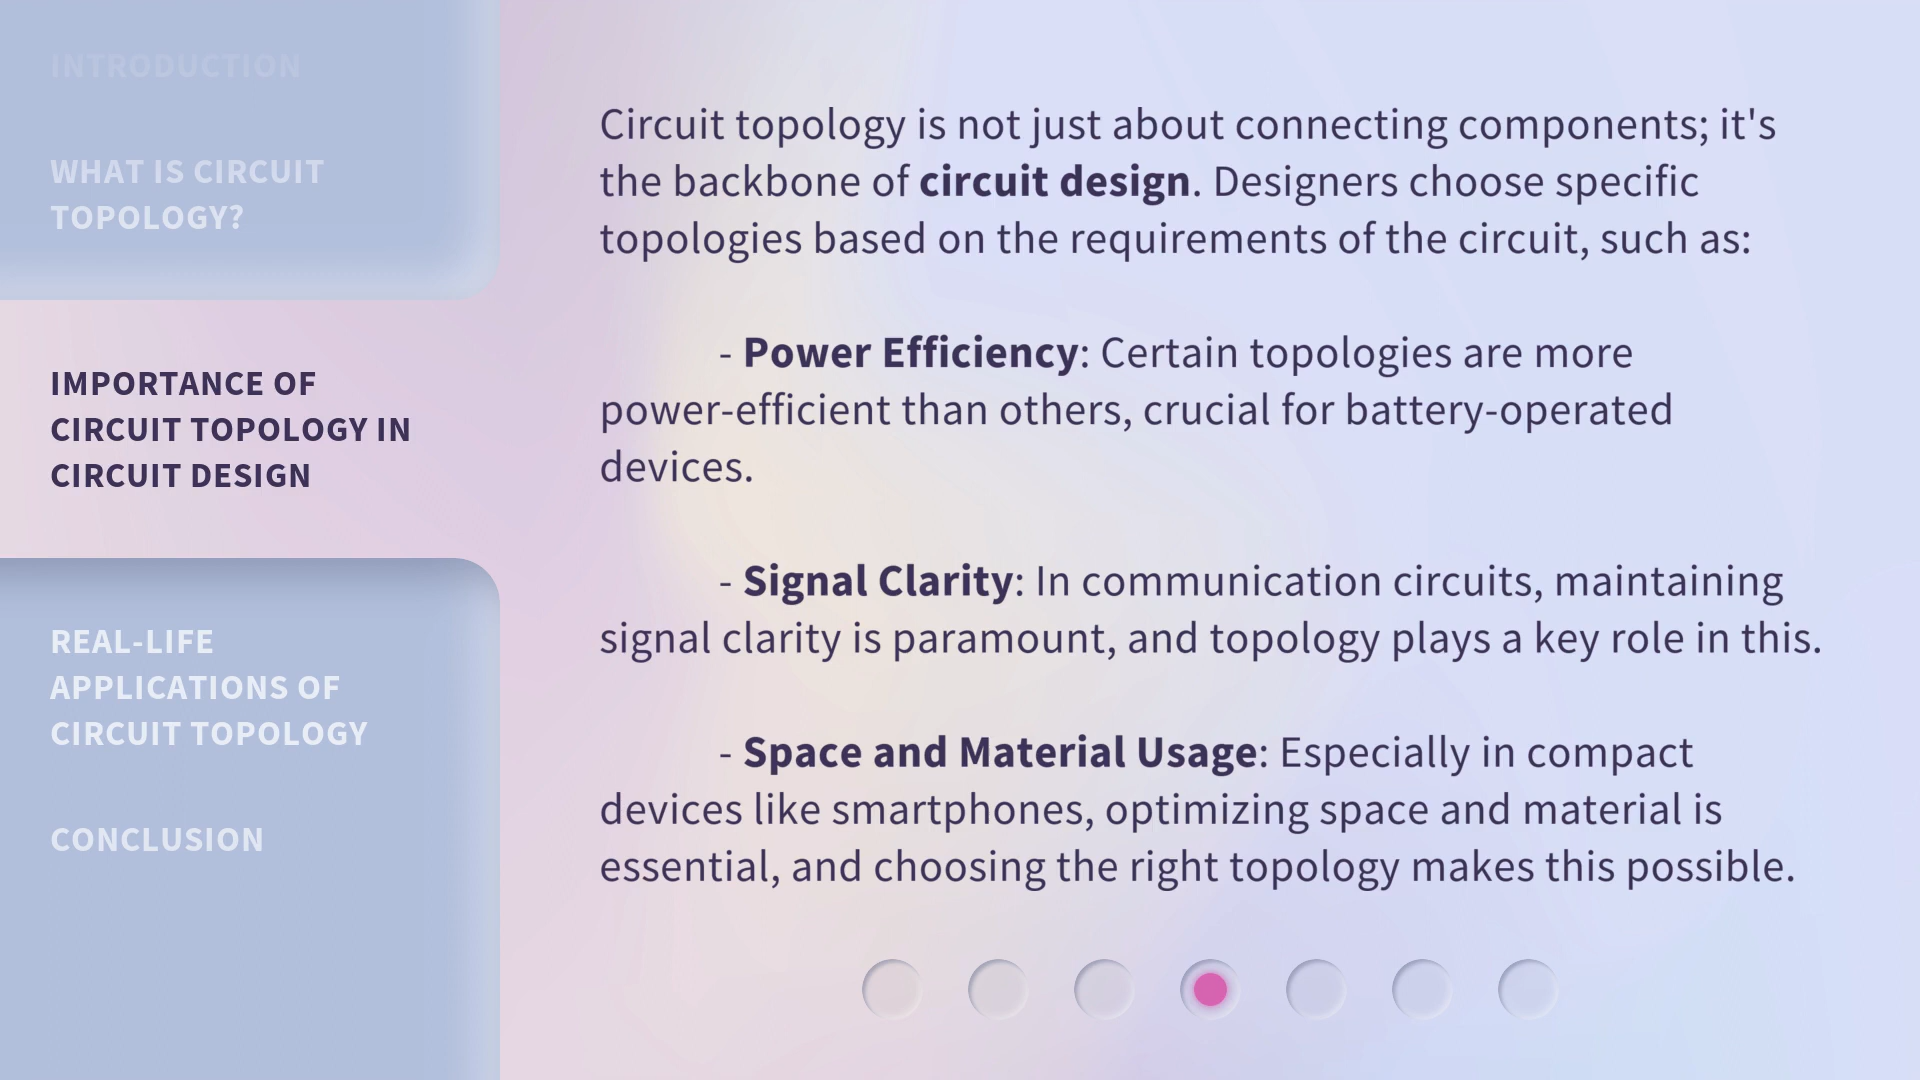 INTRODUCTION
WHAT IS CIRCUIT
TOPOLOGY?
IMPORTANCE OF
CIRCUIT TOPOLOGY IN
CIRCUIT DESIGN
REAL-LIFE
APPLICATIONS OF
CIRCUIT TOPOLOGY
CONCLUSION
Circuit topology is not just about connecting components; it's
the backbone of circuit design. Designers choose specific
topologies based on the requirements of the circuit, such as:
- Power Efficiency: Certain topologies are more
power-efficient than others, crucial for battery-operated
devices.
- Signal Clarity: In communication circuits, maintaining
signal clarity is paramount, and topology plays a key role in this.
- Space and Material Usage: Especially in compact
devices like smartphones, optimizing space and material is
essential, and choosing the right topology makes this possible.